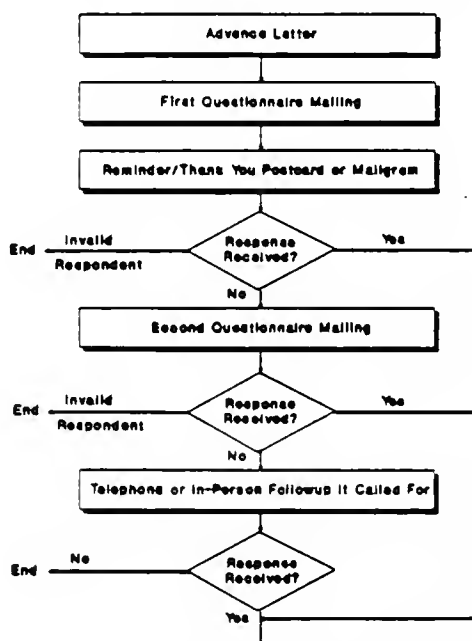 Advance Letter
First Questionnaire Mailing
Reminder/Thank You Postcard or Mailgram
Response
Received?
End
Invalid
Respondent
Yes
No
Second Questionnaire Mailing
Response
Received?
End
Invalid
Respondent
Yes
No
Telephone or In-Person Followup If Called For
Response
Received?
End
No
Yes